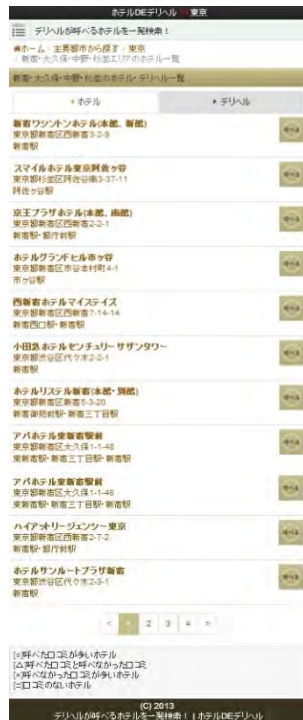 ホテルDEデリヘル 東京
デリヘルが呼べるホテルを一発検索!
ホーム / 主要都市から探す / 東京
/ 新宿・大久保・中野・杉並エリアのホテル一覧
新宿・大久保・中野・杉並のホテル・デリヘル一覧
ホテル
デリヘル
新宿ワシントンホテル(本館、新館)
東京都新宿区西新宿3-2-9
新宿駅
スマイルホテル東京阿佐ヶ谷
東京都杉並区阿佐谷南3-37-11
阿佐ヶ谷駅
京王プラザホテル(本館、南館)
東京都新宿区西新宿2-2-1
新宿駅・都庁前駅
ホテルグランドヒル市ヶ谷
東京都新宿区市谷本村町4-1
市ヶ谷駅
西新宿ホテルマイステイズ
東京都新宿区西新宿7-14-14
新宿西口駅・新宿駅
小田急ホテルセンチュリーサザンタワー
東京都渋谷区代々木2-2-1
新宿駅
ホテルリステル新宿(本館・別館)
東京都新宿区新宿5-3-20
新宿御苑前駅・新宿三丁目駅
アパホテル東新宿駅前
東京都新宿区大久保1-1-48
東新宿駅・新宿三丁目駅・新宿駅
アパホテル東新宿駅前
東京都新宿区大久保1-1-48
東新宿駅・新宿三丁目駅・新宿駅
ハイアットリージェンシー東京
東京都新宿区西新宿2-7-2
新宿駅・都庁前駅
ホテルサンルートプラザ新宿
東京都渋谷区代々木2-3-1
新宿駅
< 1 2 3 4 >
[○]呼べた口コミが多いホテル
[△]呼べた口コミと呼べなかった口コミ
[×]呼べなかった口コミが多いホテル
[□]口コミのないホテル
(C) 2013
デリヘルが呼べるホテルを一発検索! | ホテルDEデリヘル